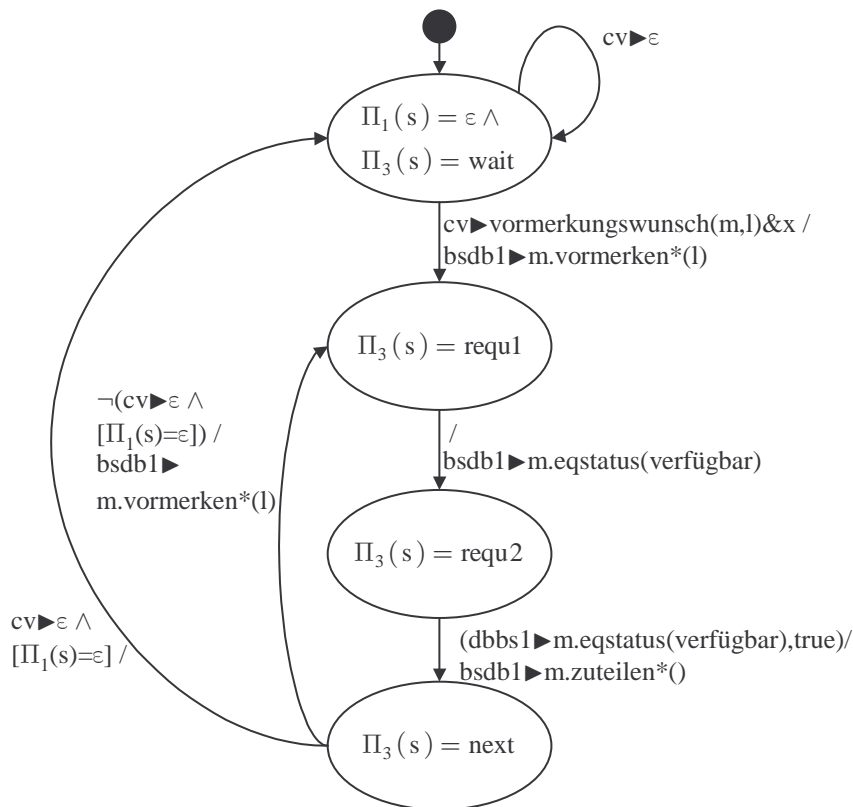 cv▶ε
Π₁(s) = ε ∧
Π₃(s) = wait
cv▶vormerkungswunsch(m,l)&x /
bsdb1▶m.vormerken*(l)
Π₃(s) = requ1
¬(cv▶ε ∧
[Π₁(s)=ε]) /
bsdb1▶
m.vormerken*(l)
/
bsdb1▶m.eqstatus(verfügbar)
Π₃(s) = requ2
cv▶ε ∧
[Π₁(s)=ε] /
(dbbs1▶m.eqstatus(verfügbar),true)/
bsdb1▶m.zuteilen*()
Π₃(s) = next